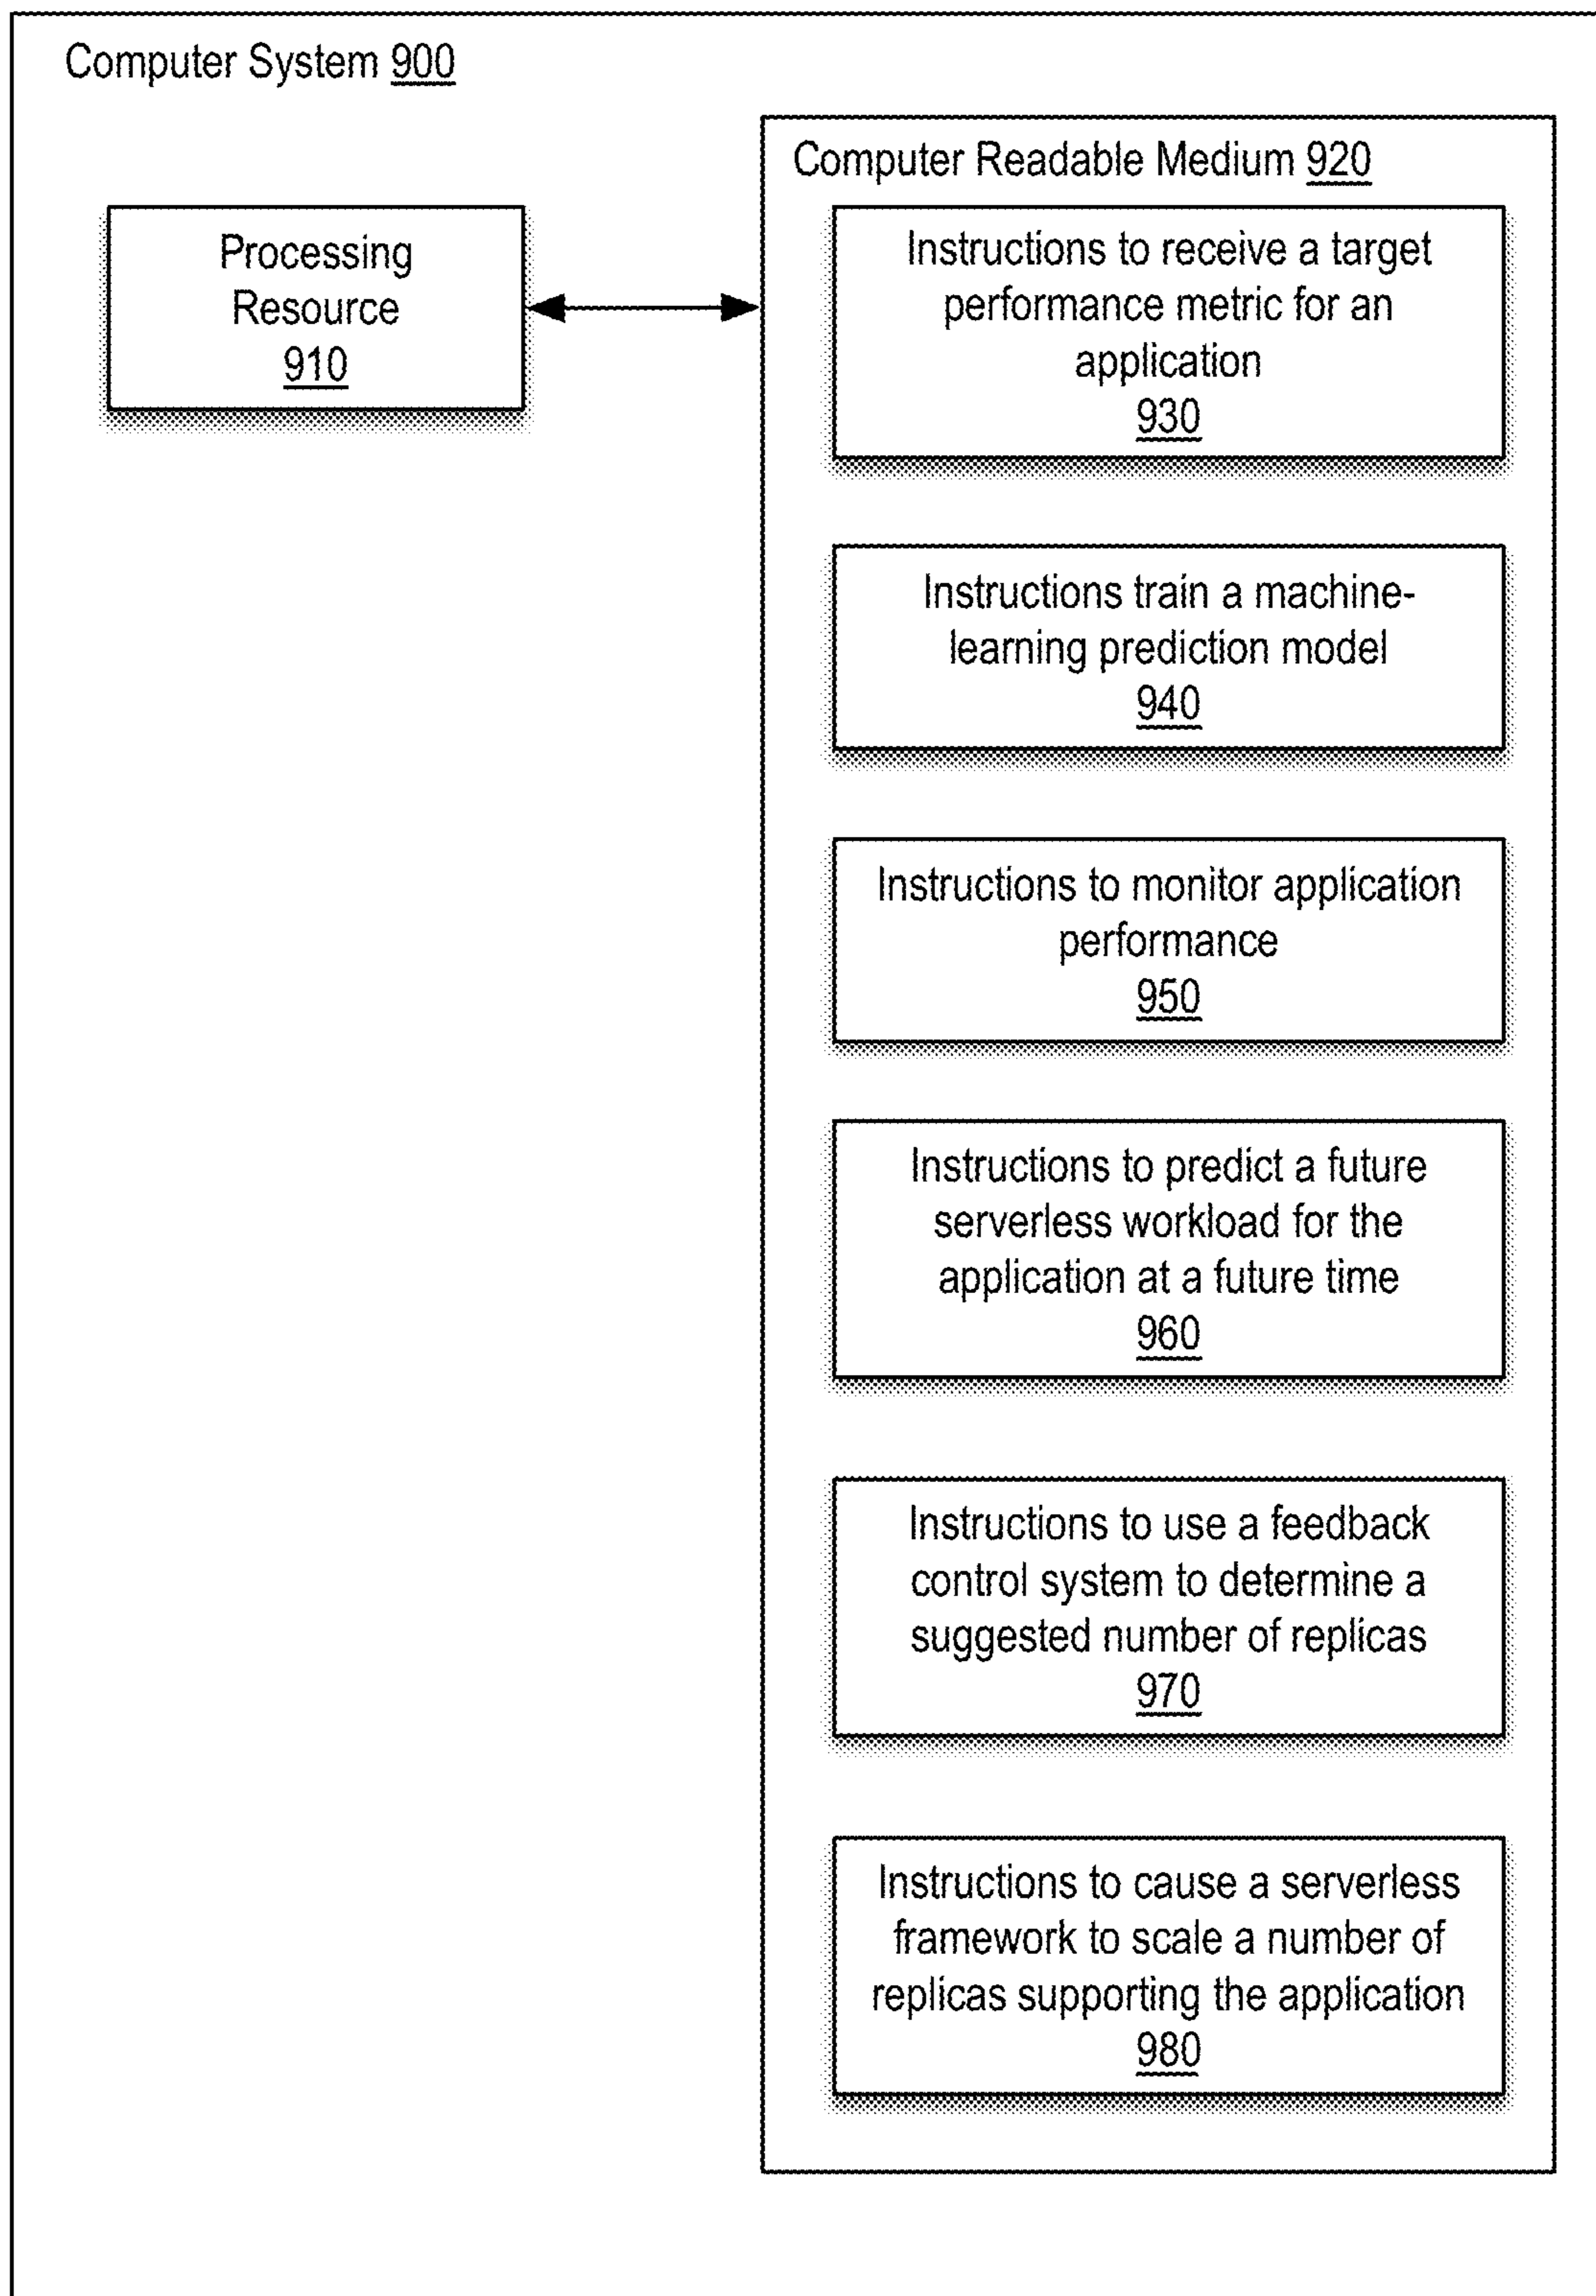 Computer System 900
Processing
Resource
910
Computer Readable Medium 920
Instructions to receive a target
performance metric for an
application
930
Instructions train a machine-
learning prediction model
940
Instructions to monitor application
performance
950
Instructions to predict a future
serverless workload for the
application at a future time
960
Instructions to use a feedback
control system to determine a
suggested number of replicas
970
Instructions to cause a serverless
framework to scale a number of
replicas supporting the application
980